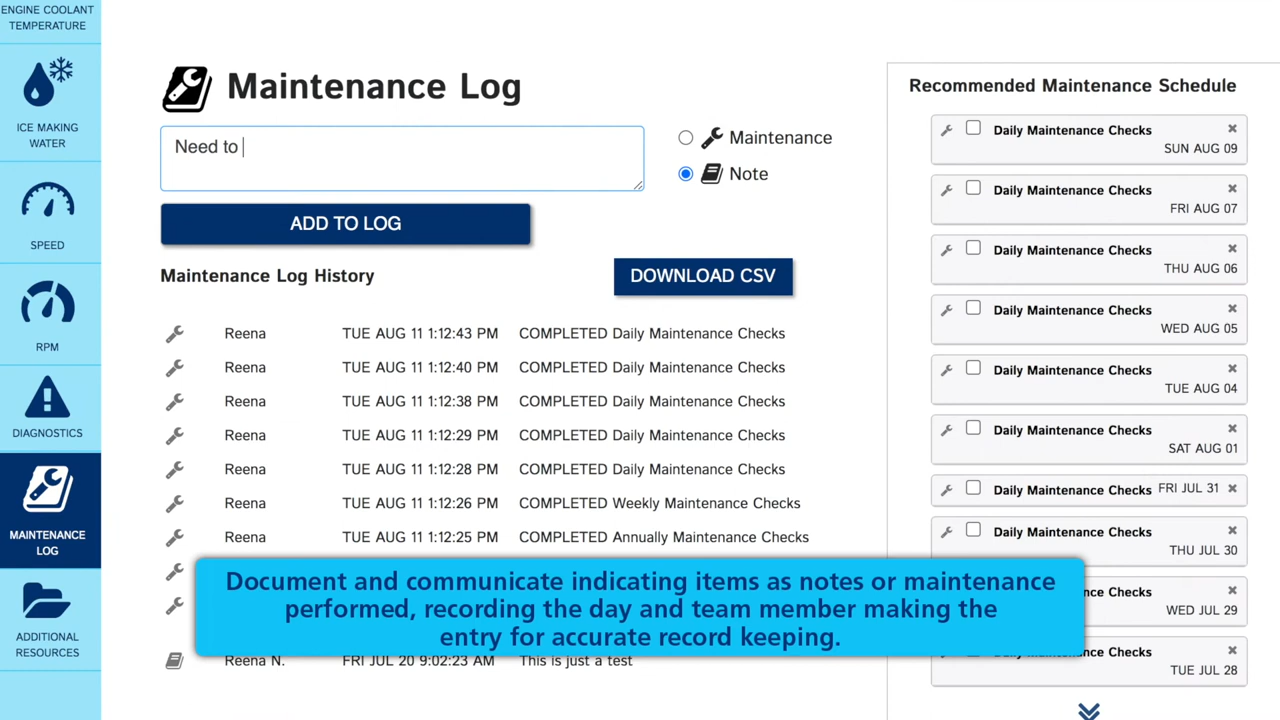 ENGINE COOLANT
TEMPERATURE
ICE MAKING
WATER
SPEED
RPM
DIAGNOSTICS
MAINTENANCE
LOG
ADDITIONAL
RESOURCES
Maintenance Log
Need to
Maintenance
Note
ADD TO LOG
Maintenance Log History
DOWNLOAD CSV
Reena TUE AUG 11 1:12:43 PM COMPLETED Daily Maintenance Checks
Reena TUE AUG 11 1:12:40 PM COMPLETED Daily Maintenance Checks
Reena TUE AUG 11 1:12:38 PM COMPLETED Daily Maintenance Checks
Reena TUE AUG 11 1:12:29 PM COMPLETED Daily Maintenance Checks
Reena TUE AUG 11 1:12:28 PM COMPLETED Daily Maintenance Checks
Reena TUE AUG 11 1:12:26 PM COMPLETED Weekly Maintenance Checks
Reena TUE AUG 11 1:12:25 PM COMPLETED Annually Maintenance Checks
Document and communicate indicating items as notes or maintenance
performed, recording the day and team member making the
entry for accurate record keeping.
Reena N. FRI JUL 20 9:02:23 AM This is just a test
Recommended Maintenance Schedule
Daily Maintenance Checks
SUN AUG 09
Daily Maintenance Checks
FRI AUG 07
Daily Maintenance Checks
THU AUG 06
Daily Maintenance Checks
WED AUG 05
Daily Maintenance Checks
TUE AUG 04
Daily Maintenance Checks
SAT AUG 01
Daily Maintenance Checks FRI JUL 31
Daily Maintenance Checks
THU JUL 30
Checks
WED JUL 29
Daily Maintenance Checks
TUE JUL 28